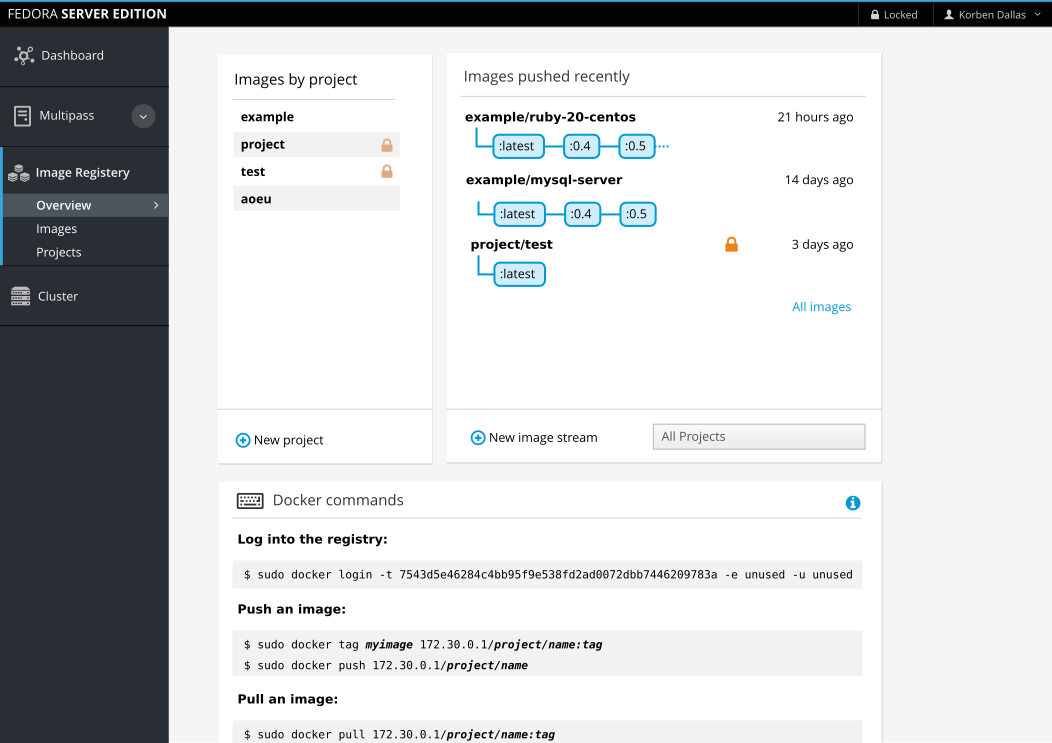 FEDORA SERVER EDITION
Locked
Korben Dallas
Dashboard
Multipass
Image Registery
Overview
Images
Projects
Cluster
Images by project
example
project
test
aoeu
New project
Images pushed recently
example/ruby-20-centos 21 hours ago
:latest :0.4 :0.5
example/mysql-server 14 days ago
:latest :0.4 :0.5
project/test 3 days ago
:latest
All images
New image stream
All Projects
Docker commands
Log into the registry:
$ sudo docker login -t 7543d5e46284c4bb95f9e538fd2ad0072dbb7446209783a -e unused -u unused
Push an image:
$ sudo docker tag myimage 172.30.0.1/project/name:tag
$ sudo docker push 172.30.0.1/project/name
Pull an image:
$ sudo docker pull 172.30.0.1/project/name:tag